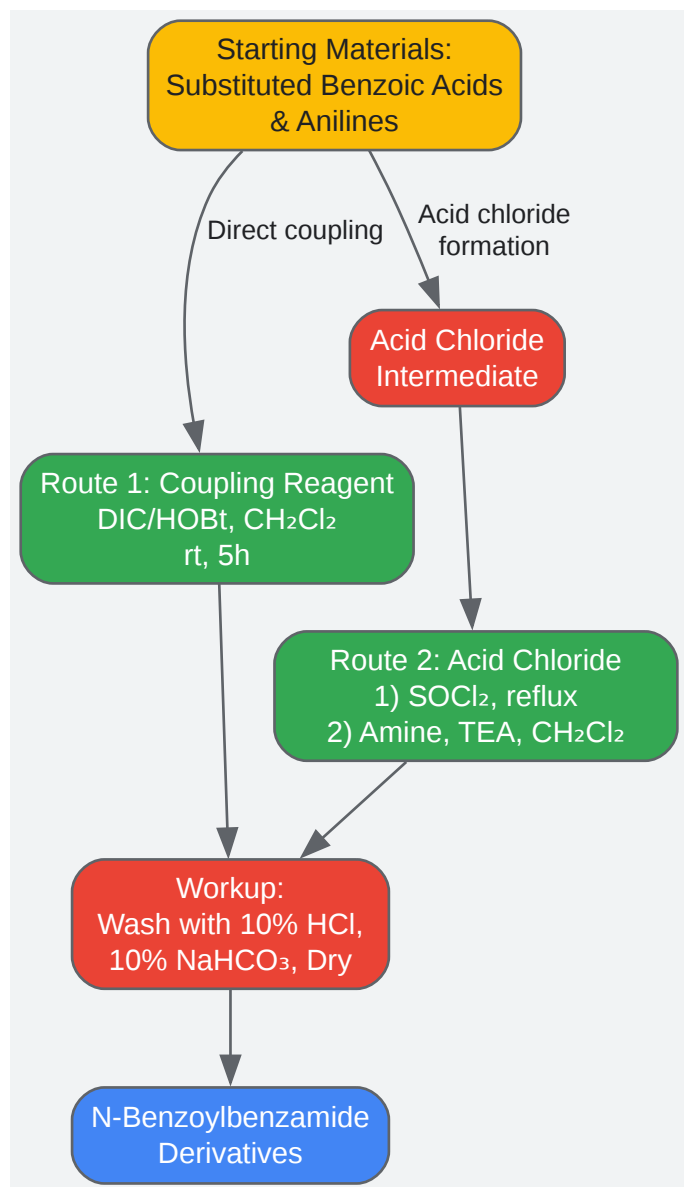 Starting Materials:
Substituted Benzoic Acids
& Anilines
Direct coupling
Acid chloride
formation
Acid Chloride
Intermediate
Route 1: Coupling Reagent
DIC/HOBt, CH₂Cl₂
rt, 5h
Route 2: Acid Chloride
1) SOCl₂, reflux
2) Amine, TEA, CH₂Cl₂
Workup:
Wash with 10% HCl,
10% NaHCO₃, Dry
N-Benzoylbenzamide
Derivatives